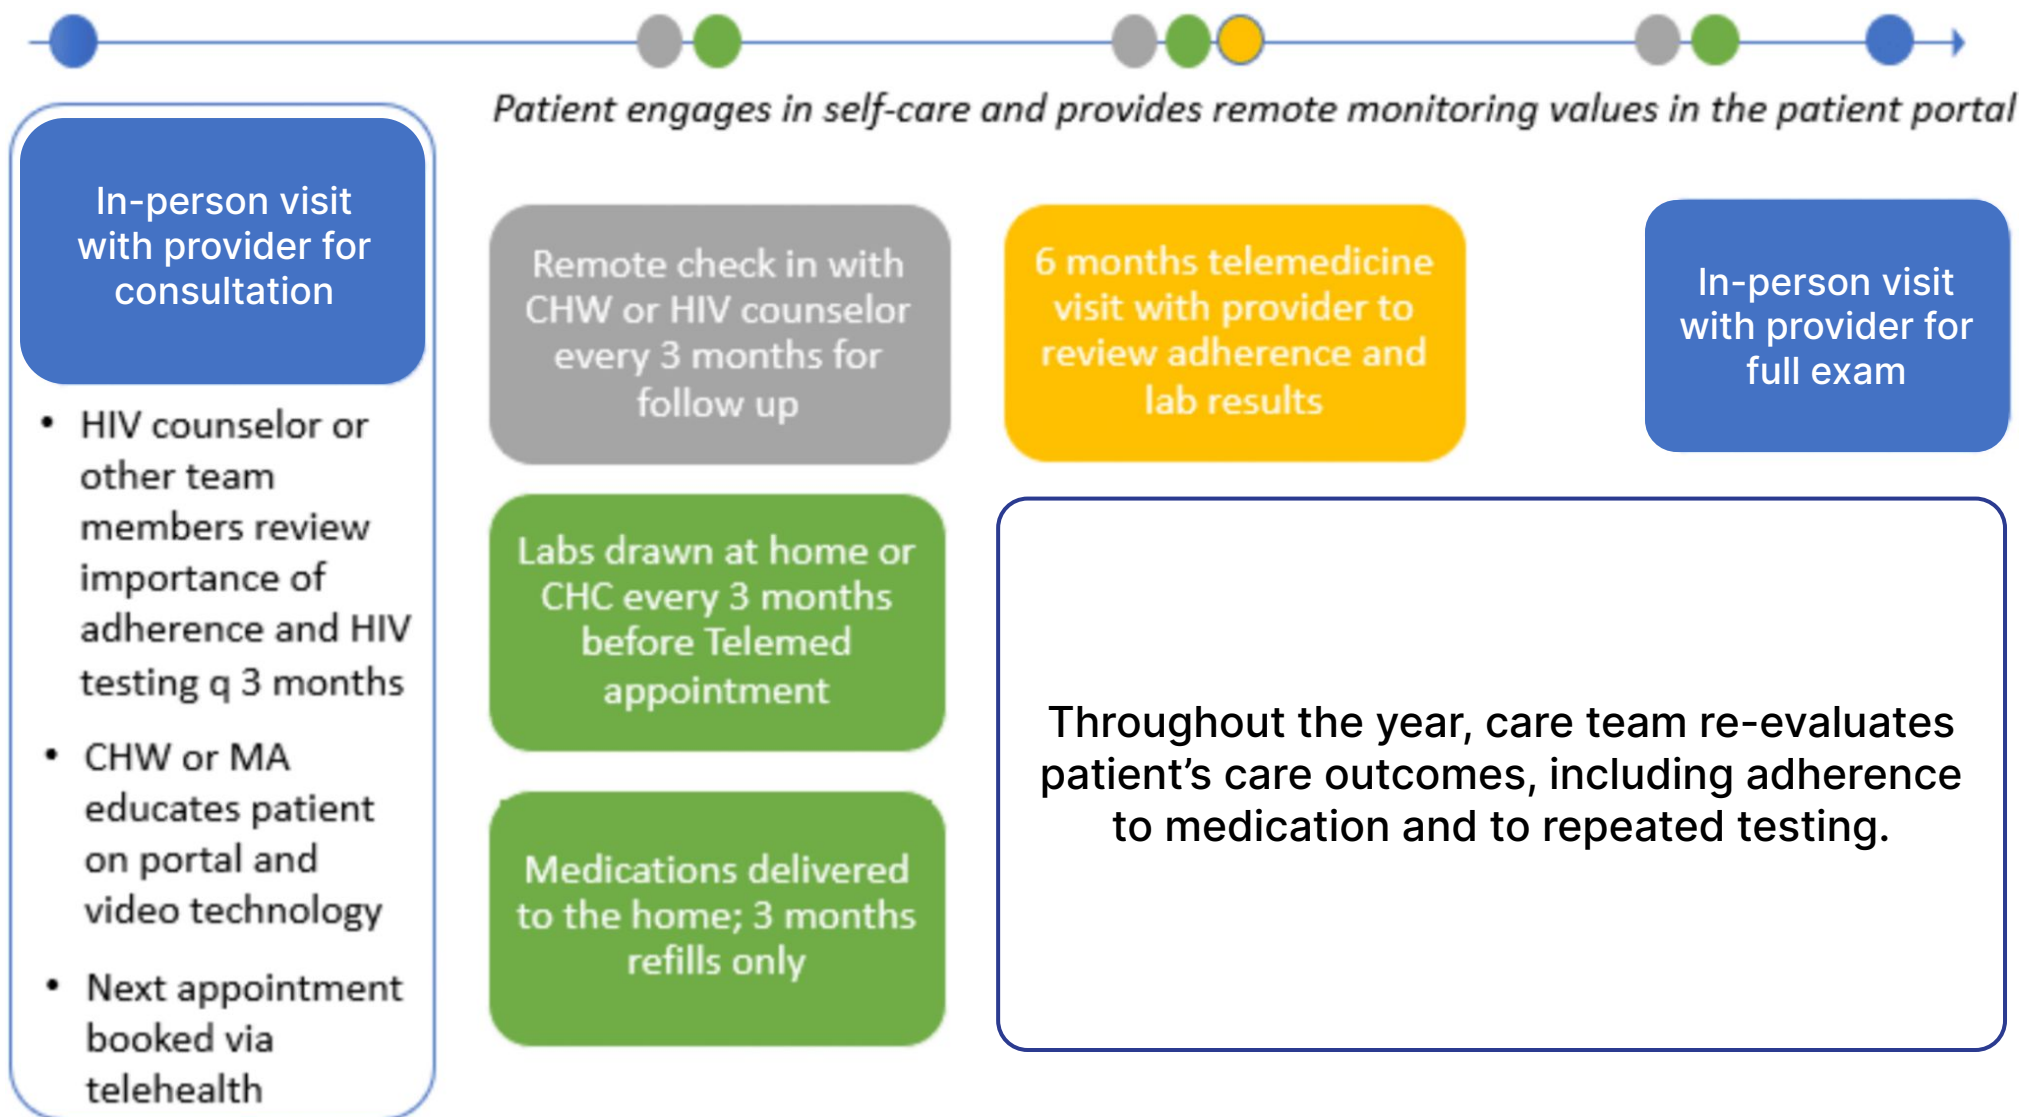 Patient engages in self-care and provides remote monitoring values in the patient portal
In-person visit
with provider for
consultation
• HIV counselor or
other team
members review
importance of
adherence and HIV
testing q 3 months
• CHW or MA
educates patient
on portal and
video technology
• Next appointment
booked via
telehealth
Remote check in with
CHW or HIV counselor
every 3 months for
follow up
Labs drawn at home or
CHC every 3 months
before Telemed
appointment
Medications delivered
to the home; 3 months
refills only
6 months telemedicine
visit with provider to
review adherence and
lab results
In-person visit
with provider for
full exam
Throughout the year, care team re-evaluates
patient’s care outcomes, including adherence
to medication and to repeated testing.